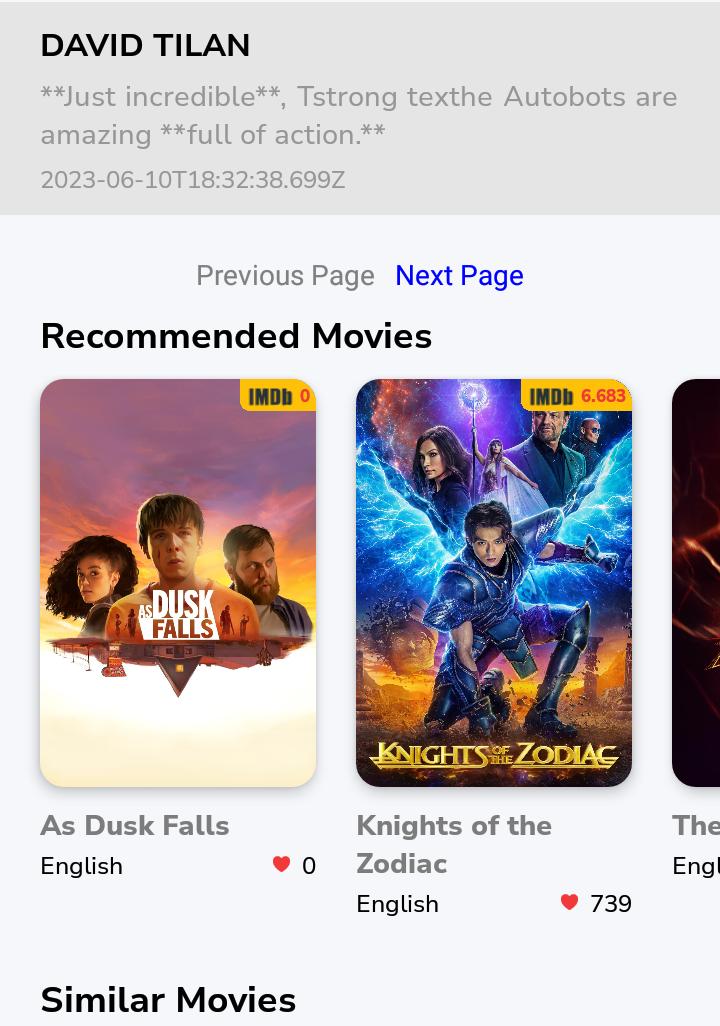 DAVID TILAN
**Just incredible**, Tstrong texthe Autobots are
amazing **full of action.**
2023-06-10T18:32:38.699Z
Previous Page Next Page
Recommended Movies
IMDb 0
IMDb 6.683
AS DUSK
FALLS
KNIGHTS OF THE ZODIAC
As Dusk Falls
Knights of the
Zodiac
The
English ♥ 0
Engl
English ♥ 739
Similar Movies